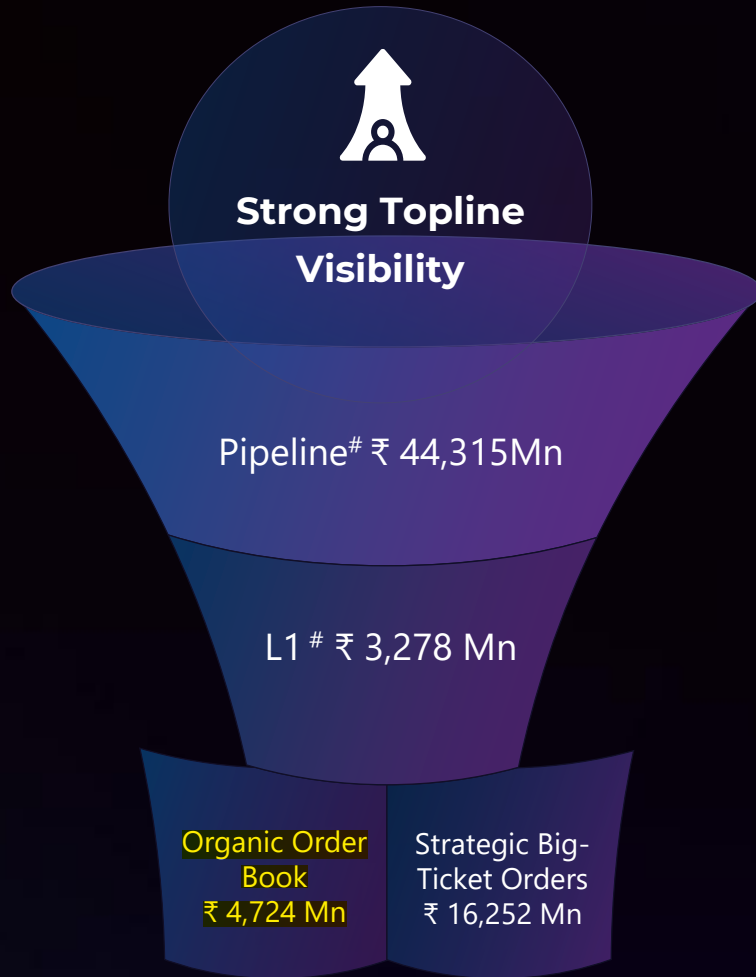 Strong Topline
Visibility
Pipeline# ₹ 44,315Mn
L1 # ₹ 3,278 Mn
Organic Order
Book
₹ 4,724 Mn
Strategic Big-
Ticket Orders
₹ 16,252 Mn